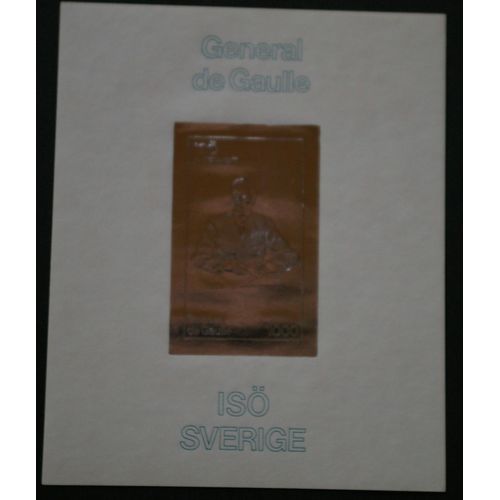 General
de Gaulle
1000
ISÖ
SVERIGE